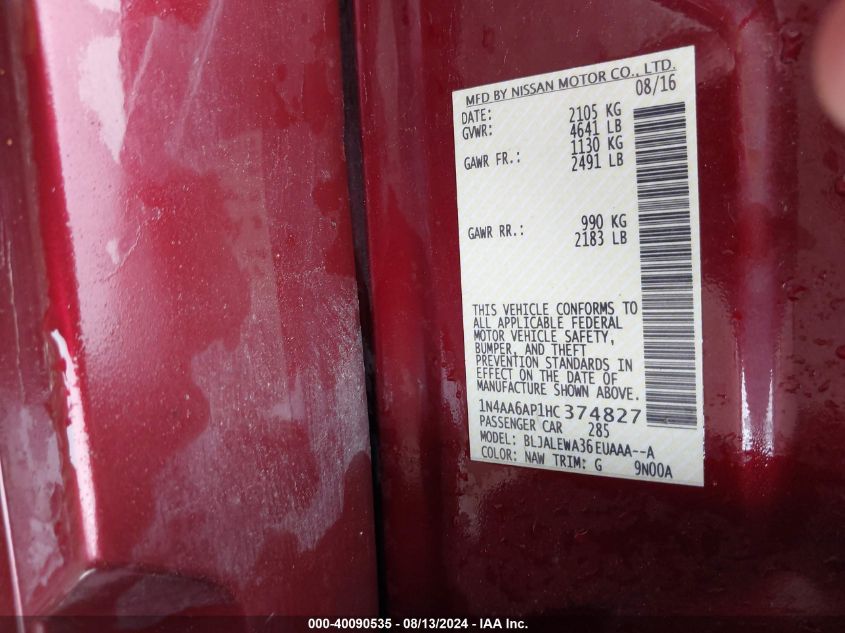 MFD BY NISSAN MOTOR CO., LTD.
DATE: 08/16
GVWR: 2105 KG
4641 LB
GAWR FR.: 1130 KG
2491 LB
GAWR RR.: 990 KG
2183 LB
THIS VEHICLE CONFORMS TO
ALL APPLICABLE FEDERAL
MOTOR VEHICLE SAFETY,
BUMPER, AND THEFT
PREVENTION STANDARDS IN
EFFECT ON THE DATE OF
MANUFACTURE SHOWN ABOVE.
1N4AA6AP1HC374827
PASSENGER CAR 285
MODEL: BLJALEWA36EUAAA--A
COLOR: NAW TRIM: G 9N00A
000-40090535 - 08/13/2024 - IAA Inc.